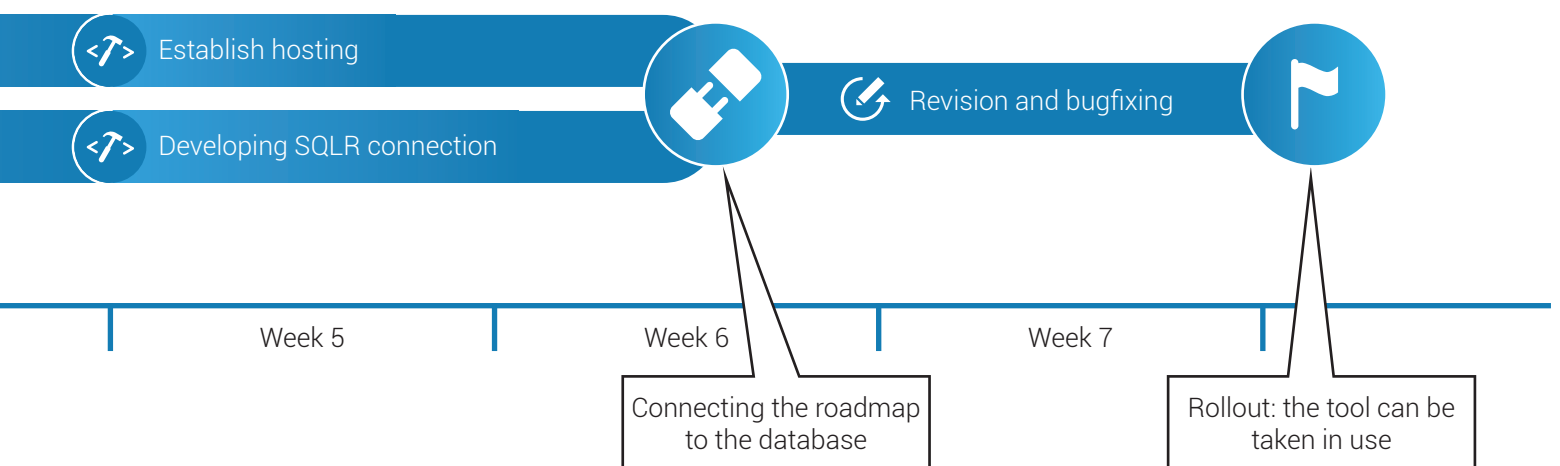 Establish hosting
Revision and bugfixing
Developing SQLR connection
Week 5
Week 6
Week 7
Connecting the roadmap
to the database
Rollout: the tool can be
taken in use